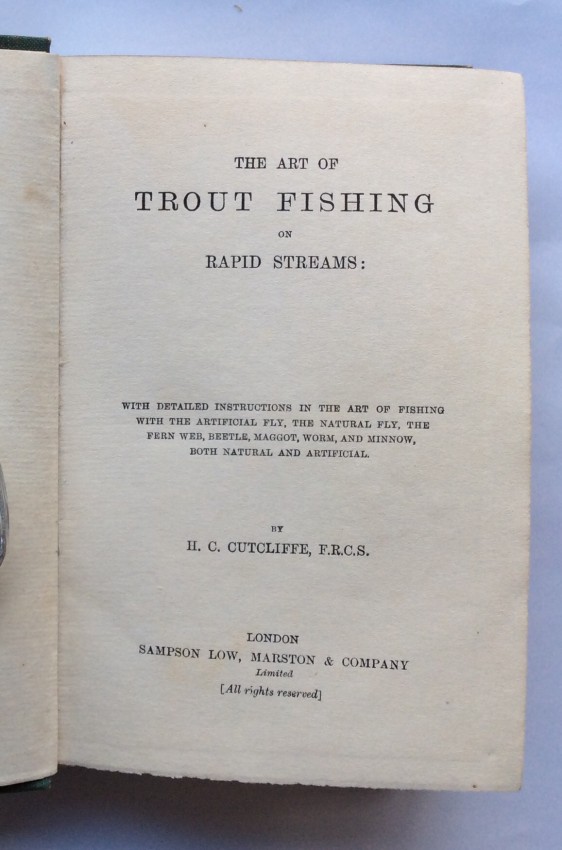 THE ART OF
TROUT FISHING
ON
RAPID STREAMS:
WITH DETAILED INSTRUCTIONS IN THE ART OF FISHING
WITH THE ARTIFICIAL FLY, THE NATURAL FLY, THE
FERN WEB, BEETLE, MAGGOT, WORM, AND MINNOW,
BOTH NATURAL AND ARTIFICIAL.
BY
H. C. CUTCLIFFE, F.R.C.S.
LONDON
SAMPSON LOW, MARSTON & COMPANY
Limited
[All rights reserved]